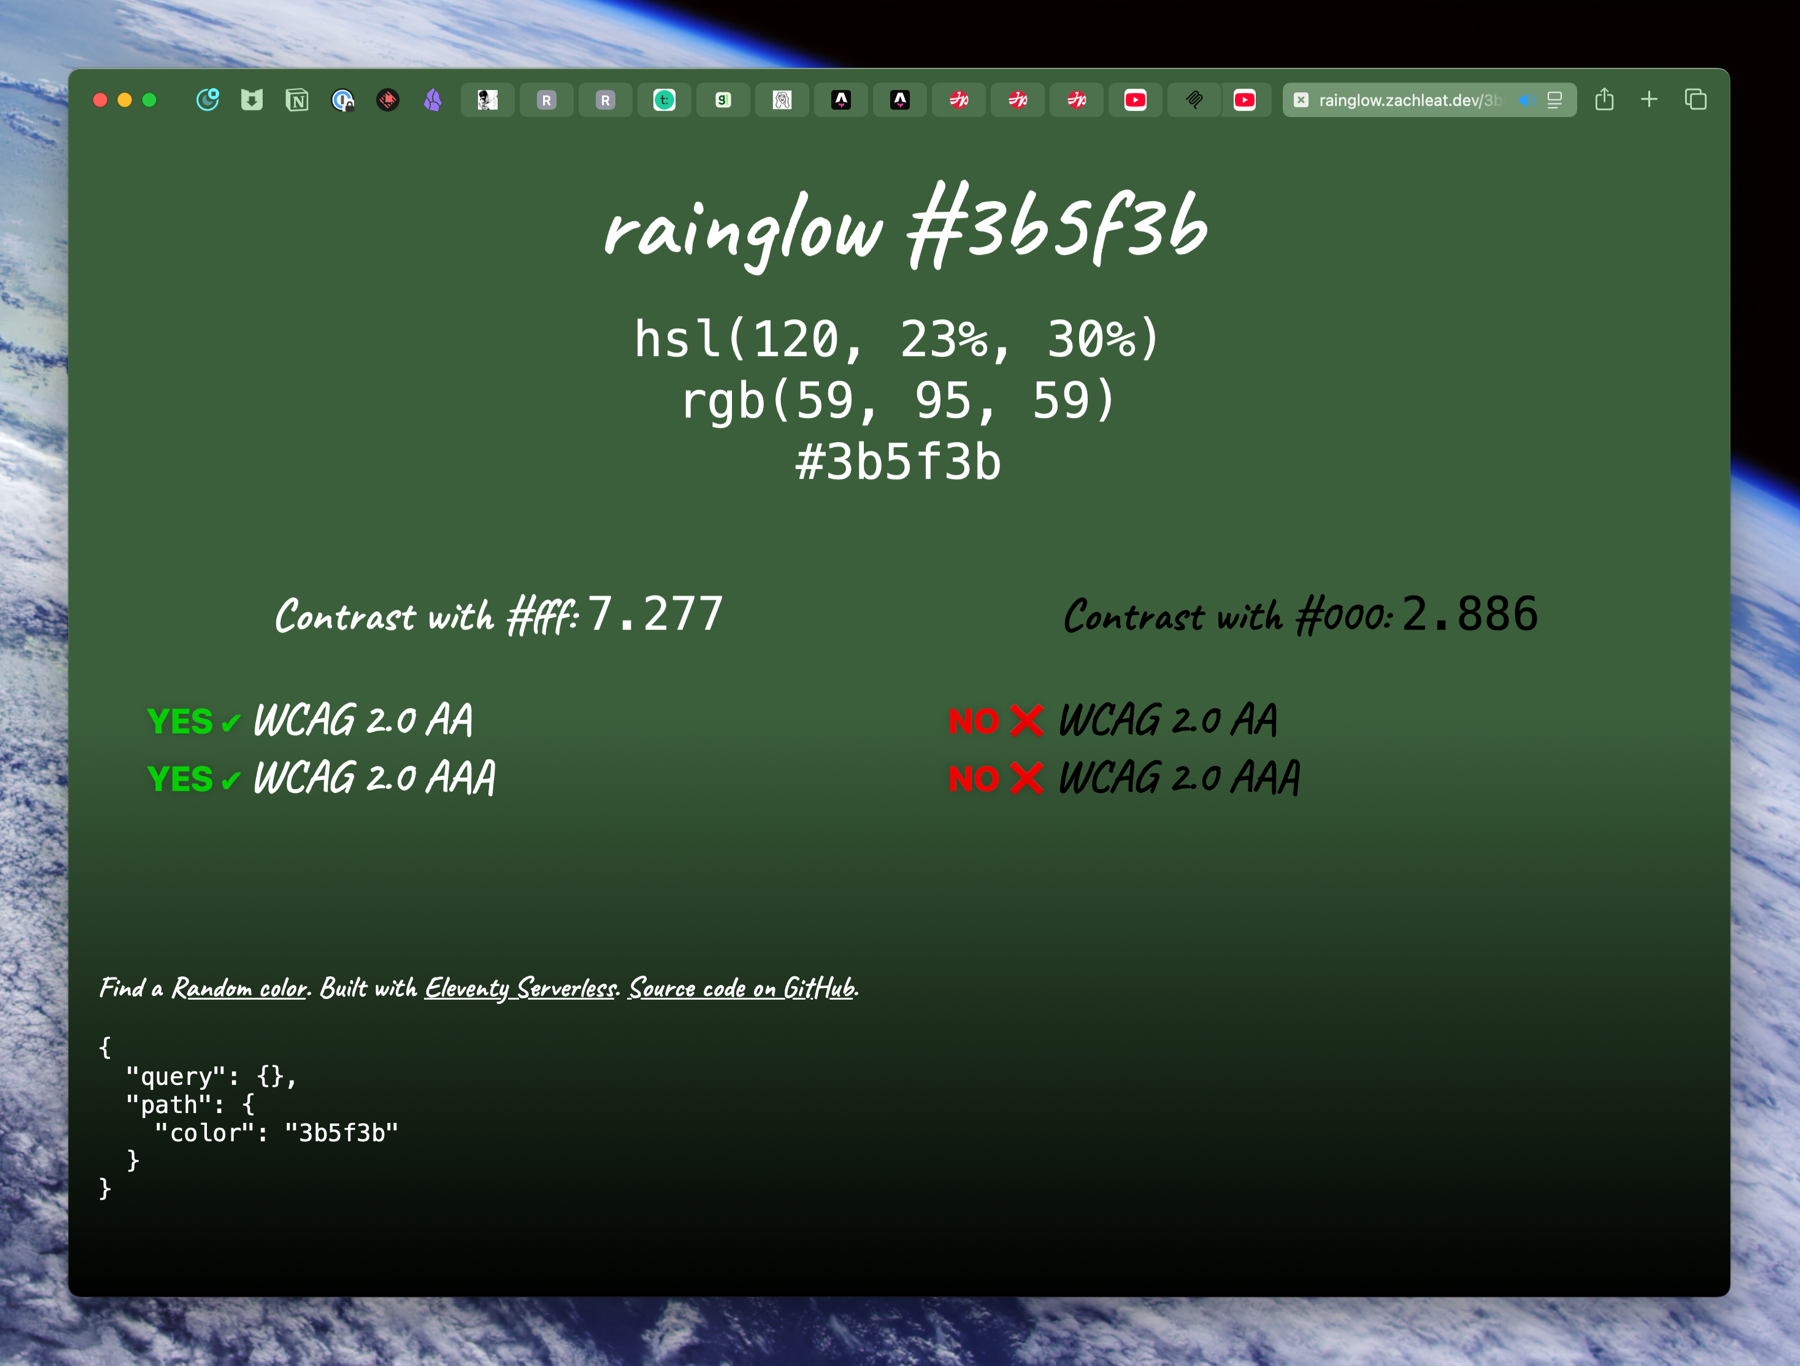 R
R
t:
g
rainglow.zachleat.dev/3b
rainglow #3b5f3b
hsl(120, 23%, 30%)
rgb(59, 95, 59)
#3b5f3b
Contrast with #fff: 7.277
YES ✔ WCAG 2.0 AA
YES ✔ WCAG 2.0 AAA
Contrast with #000: 2.886
NO ❌ WCAG 2.0 AA
NO ❌ WCAG 2.0 AAA
Find a Random color. Built with Eleventy Serverless. Source code on GitHub.
{
  "query": {},
  "path": {
    "color": "3b5f3b"
  }
}